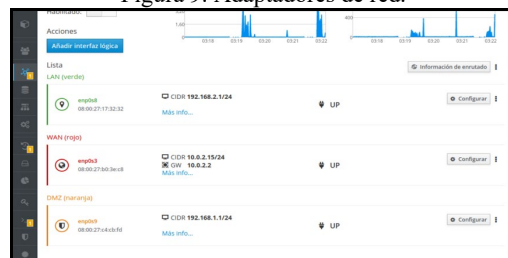 Figura 9. Adaptadores de red.
Habilitado:
1.60
400
03:18 03:19 03:20 03:21 03:22
03:18 03:19 03:20 03:21 03:22
Acciones
Añadir interfaz lógica
Lista
Información de enrutado
LAN (verde)
enp0s8
08:00:27:17:32:32
CIDR 192.168.2.1/24
Más info...
UP
Configurar
WAN (rojo)
enp0s3
08:00:27:b0:3e:c8
CIDR 10.0.2.15/24
GW 10.0.2.2
Más info...
UP
Configurar
DMZ (naranja)
enp0s9
08:00:27:c4:cb:fd
CIDR 192.168.1.1/24
Más info...
UP
Configurar